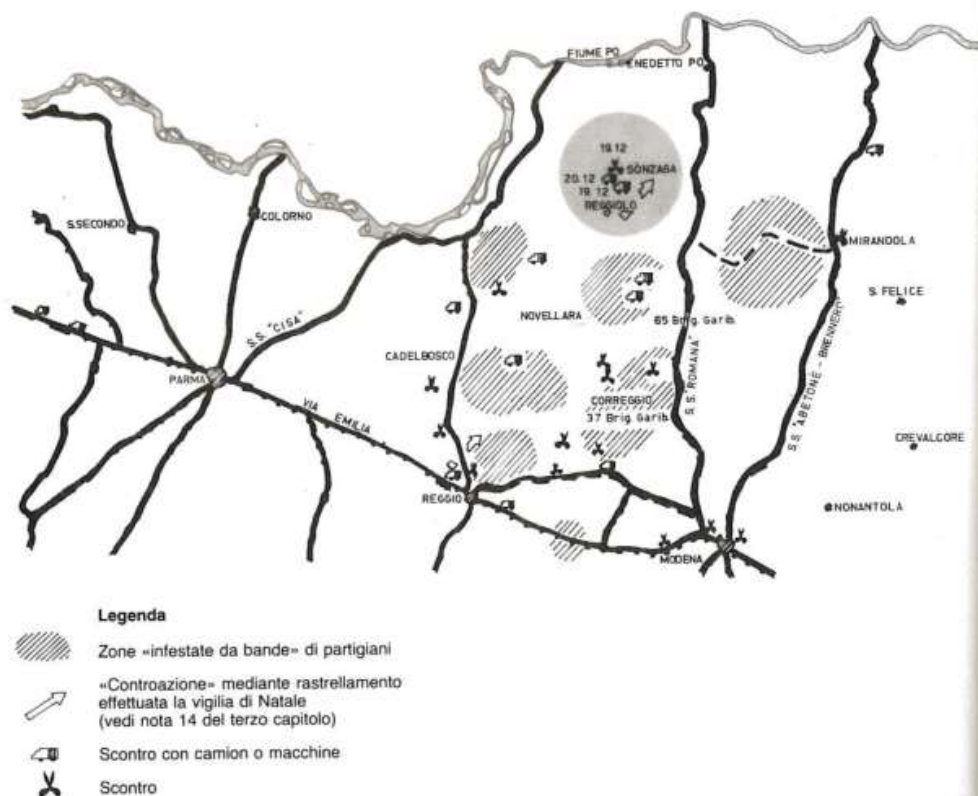 FIUME PO
S. BENEDETTO PO
19.12
GONZAGA
20.12
19.12
REGGIOLO
S. SECONDO
COLORNO
MIRANDOLA
S. FELICE
NOVELLARA
65 Brig. Garib.
S.S. "CISA"
CADELBOSCO
PARMA
VIA EMILIA
CORREGGIO
37 Brig. Garib.
S.S. ROMANA"
S.S. "ABETONE-BRENNERO"
CREVALCORE
REGGIO
NONANTOLA
MODENA
Legenda
Zone «infestate da bande» di partigiani
«Controazione» mediante rastrellamento
effettuata la vigilia di Natale
(vedi nota 14 del terzo capitolo)
Scontro con camion o macchine
Scontro